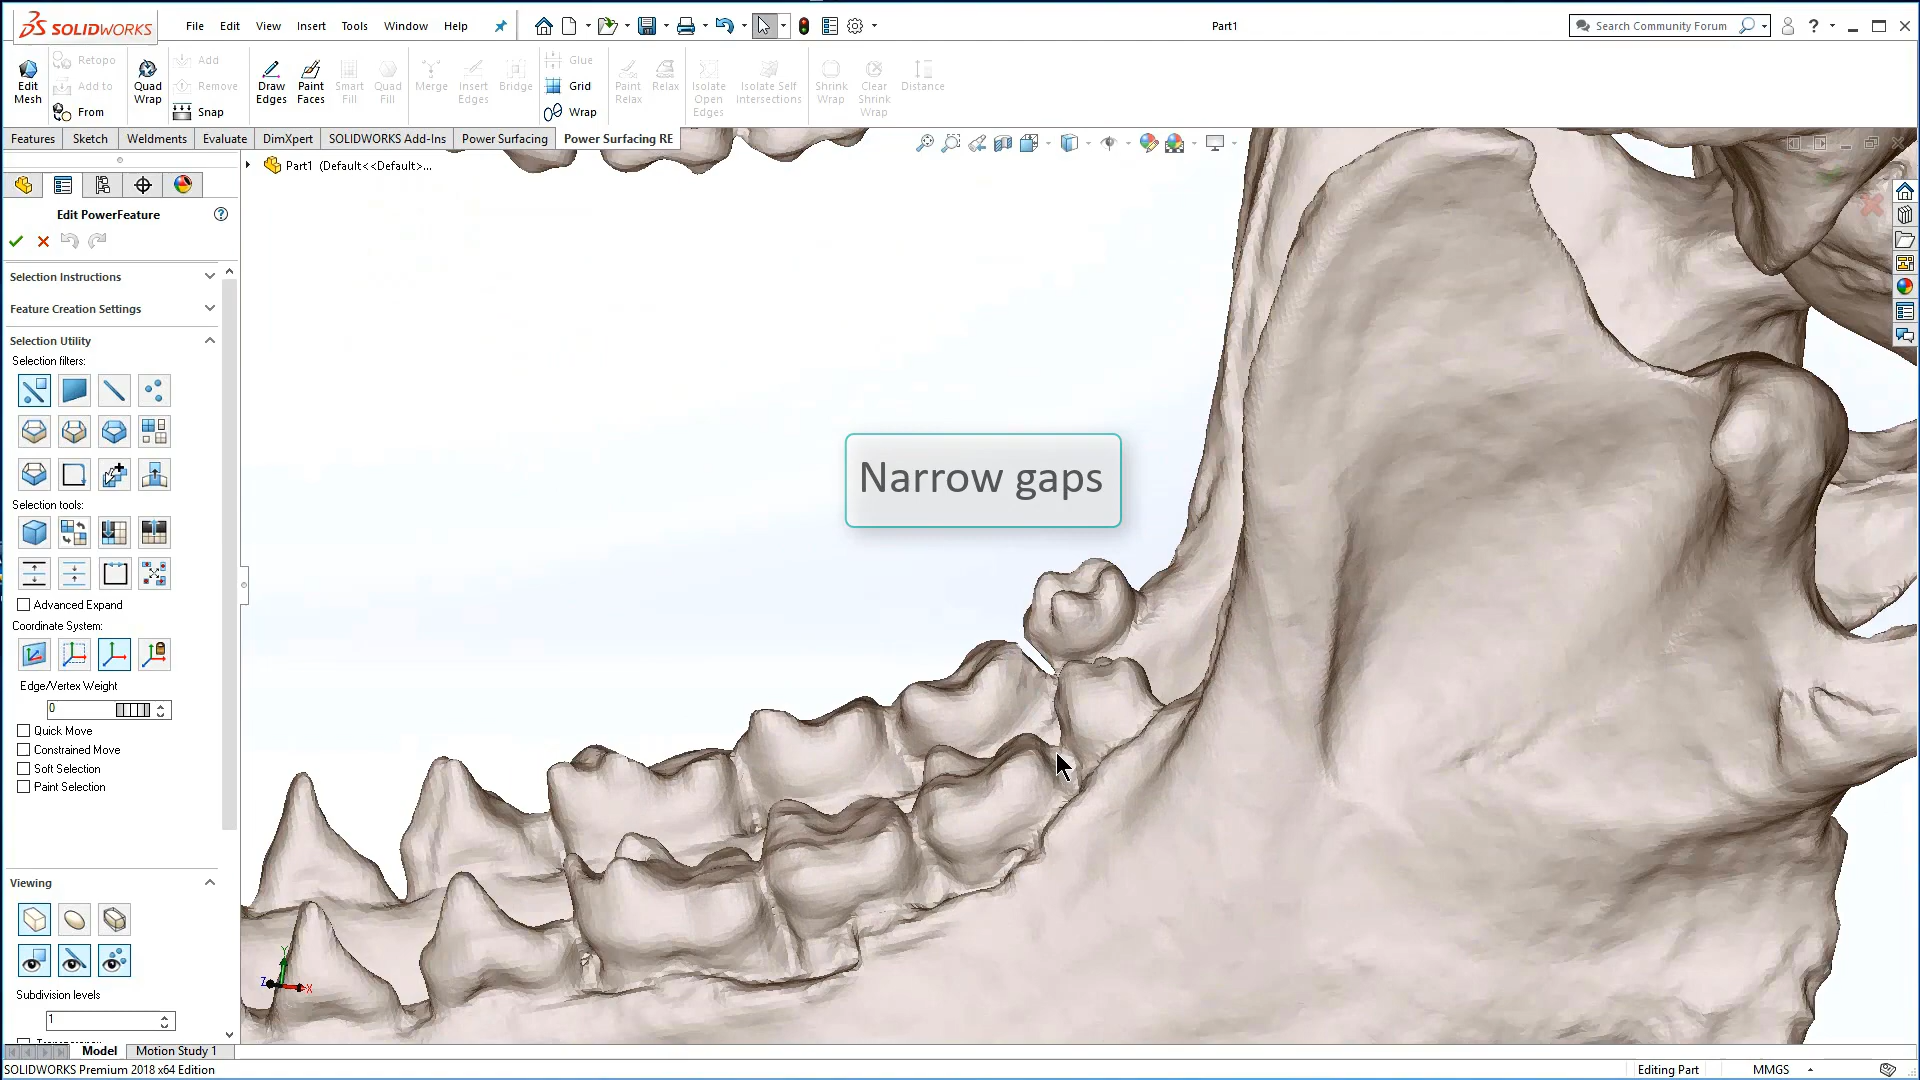 SOLIDWORKS
File Edit View Insert Tools Window Help
Part1
Search Community Forum
?
Edit Mesh
Retopo
Add to
From
Quad Wrap
Add
Remove
Snap
Draw Edges
Paint Faces
Smart Fill
Quad Fill
Merge
Insert Edges
Bridge
Glue
Grid
Wrap
Paint Relax
Relax
Isolate Open Edges
Isolate Self Intersections
Shrink Wrap
Clear Shrink Wrap
Distance
Features Sketch Weldments Evaluate DimXpert SOLIDWORKS Add-Ins Power Surfacing Power Surfacing RE
Part1 (Default<<Default>...
Edit PowerFeature
Selection Instructions
Feature Creation Settings
Selection Utility
Selection filters:
Selection tools:
Advanced Expand
Coordinate System:
Edge/Vertex Weight
0
Quick Move
Constrained Move
Soft Selection
Paint Selection
Viewing
Subdivision levels
1
Narrow gaps
Y
Z
X
Model Motion Study 1
SOLIDWORKS Premium 2018 x64 Edition
Editing Part
MMGS